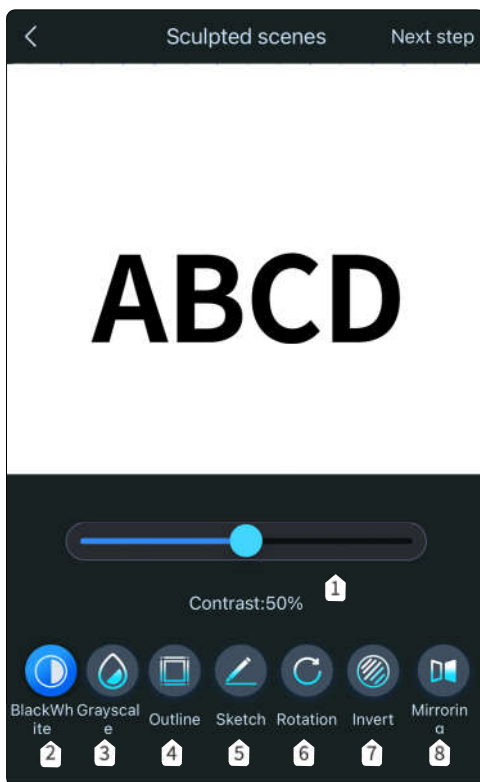 Sculpted scenes Next step
ABCD
1
Contrast:50%
BlackWh
ite
Grayscal
e
Outline
Sketch
Rotation
Invert
Mirrorin
g
2 3 4 5 6 7 8